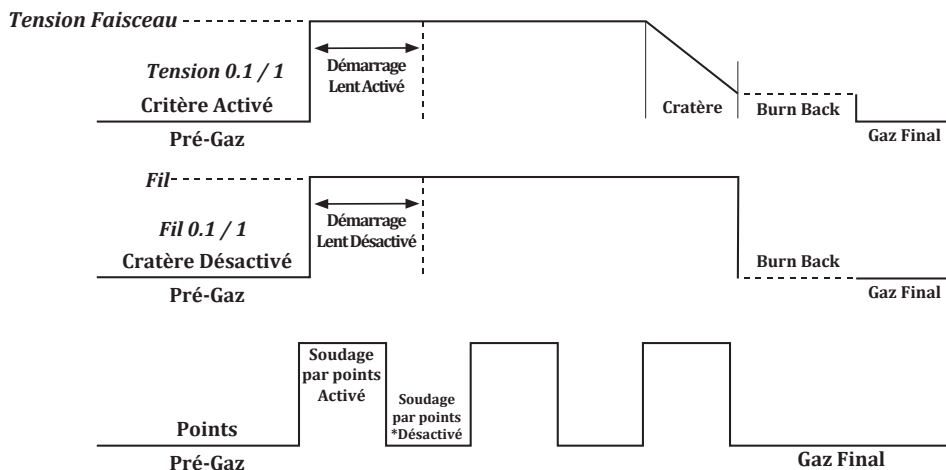 Tension Faisceau
Tension 0.1 / 1
Critère Activé
Pré-Gaz
Démarrage
Lent Activé
Cratère
Burn Back
Gaz Final
Fil
Fil 0.1 / 1
Cratère Désactivé
Pré-Gaz
Démarrage
Lent Désactivé
Burn Back
Gaz Final
Soudage
par points
Activé
Soudage
par points
*Désactivé
Points
Pré-Gaz
Gaz Final